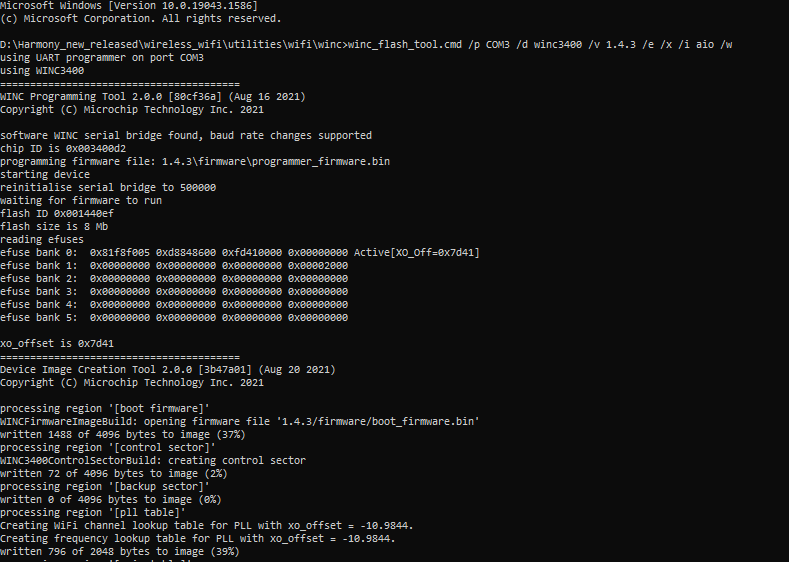 Microsoft Windows [Version 10.0.19043.1586]
(c) Microsoft Corporation. All rights reserved.
D:\Harmony_new_released\wireless_wifi\utilities\wifi\winc>winc_flash_tool.cmd /p COM3 /d winc3400 /v 1.4.3 /e /x /i aio /w
using UART programmer on port COM3
using WINC3400
========================================
WINC Programming Tool 2.0.0 [80cf36a] (Aug 16 2021)
Copyright (C) Microchip Technology Inc. 2021
software WINC serial bridge found, baud rate changes supported
chip ID is 0x003400d2
programming firmware file: 1.4.3\firmware\programmer_firmware.bin
starting device
reinitialise serial bridge to 500000
waiting for firmware to run
flash ID 0x001440ef
flash size is 8 Mb
reading efuses
efuse bank 0:  0x81f8f005 0xd8848600 0xfd410000 0x00000000 Active[XO_Off=0x7d41]
efuse bank 1:  0x00000000 0x00000000 0x00000000 0x00002000
efuse bank 2:  0x00000000 0x00000000 0x00000000 0x00000000
efuse bank 3:  0x00000000 0x00000000 0x00000000 0x00000000
efuse bank 4:  0x00000000 0x00000000 0x00000000 0x00000000
efuse bank 5:  0x00000000 0x00000000 0x00000000 0x00000000
xo_offset is 0x7d41
========================================
Device Image Creation Tool 2.0.0 [3b47a01] (Aug 20 2021)
Copyright (C) Microchip Technology Inc. 2021
processing region '[boot firmware]'
WINCFirmwareImageBuild: opening firmware file '1.4.3/firmware/boot_firmware.bin'
written 1488 of 4096 bytes to image (37%)
processing region '[control sector]'
WINC3400ControlSectorBuild: creating control sector
written 72 of 4096 bytes to image (2%)
processing region '[backup sector]'
written 0 of 4096 bytes to image (0%)
processing region '[pll table]'
Creating WiFi channel lookup table for PLL with xo_offset = -10.9844.
Creating frequency lookup table for PLL with xo_offset = -10.9844.
written 796 of 2048 bytes to image (39%)